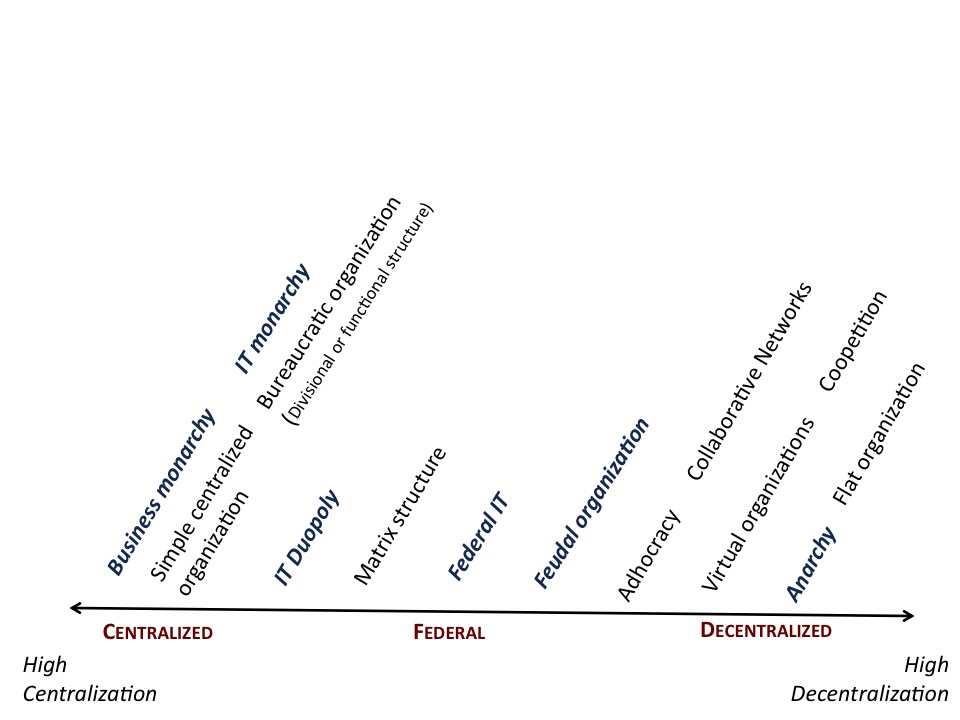 Business monarchy
IT monarchy
Simple centralized
organization
Bureaucratic organization
(Divisional or functional structure)
IT Duopoly
Matrix structure
Federal IT
Feudal organization
Adhocracy
Collaborative Networks
Virtual organizations
Coopetition
Anarchy
Flat organization
CENTRALIZED
FEDERAL
DECENTRALIZED
High
Centralization
High
Decentralization